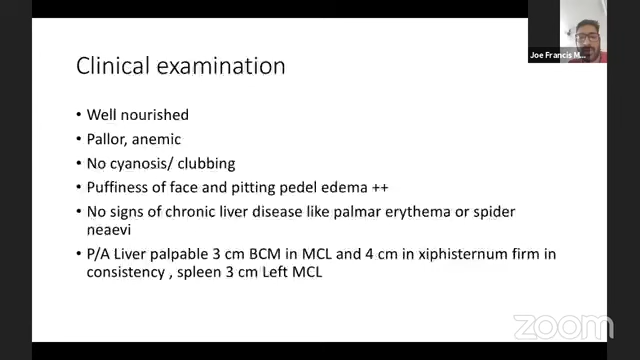 Joe Francis M...
Clinical examination
• Well nourished
• Pallor, anemic
• No cyanosis/ clubbing
• Puffiness of face and pitting pedel edema ++
• No signs of chronic liver disease like palmar erythema or spider
neaevi
• P/A Liver palpable 3 cm BCM in MCL and 4 cm in xiphisternum firm in
consistency , spleen 3 cm Left MCL
zoom